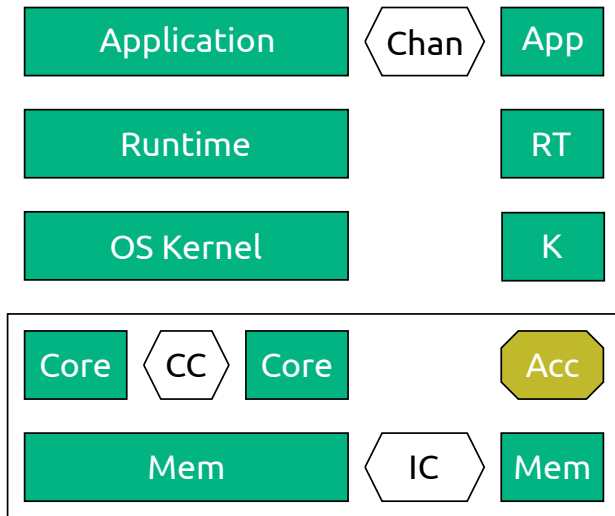 Application Chan App
Runtime RT
OS Kernel K
Core CC Core Acc
Mem IC Mem